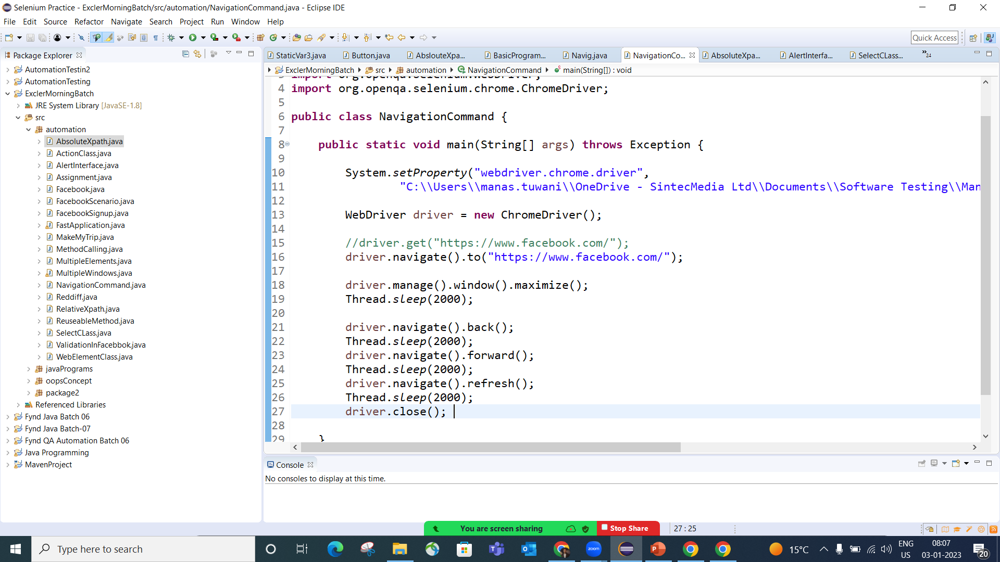 Selenium Practice - ExclerMorningBatch/src/automation/NavigationCommand.java - Eclipse IDE
File Edit Source Refactor Navigate Search Project Run Window Help
Quick Access
Package Explorer
AutomationTestin2
AutomationTesting
ExclerMorningBatch
JRE System Library [JavaSE-1.8]
src
automation
AbsoluteXpath.java
ActionClass.java
AlertInterface.java
Assignment.java
Facebook.java
FacebookScenario.java
FacebookSignup.java
FastApplication.java
MakeMyTrip.java
MethodCalling.java
MultipleElements.java
MultipleWindows.java
NavigationCommand.java
Reddiff.java
RelativeXpath.java
ReuseableMethod.java
SelectCLass.java
ValidationInFacebbok.java
WebElementClass.java
javaPrograms
oopsConcept
package2
Referenced Libraries
Fynd Java Batch 06
Fynd Java Batch-07
Fynd QA Automation Batch 06
Java Programming
MavenProject
StaticVar3.java Button.java AbslouteXpa... BasicProgram... Navig.java NavigationCo... AbsoluteXpa... AlertInterfa... SelectCLass... 24
ExclerMorningBatch src automation NavigationCommand main(String[]) : void
3 import org.openqa.selenium.WebDriver;
4 import org.openqa.selenium.chrome.ChromeDriver;
5
6 public class NavigationCommand {
7
8 public static void main(String[] args) throws Exception {
9
10 System.setProperty("webdriver.chrome.driver",
11 "C:\\Users\\manas.tuwani\\OneDrive - SintecMedia Ltd\\Documents\\Software Testing\\Man
12
13 WebDriver driver = new ChromeDriver();
14
15 //driver.get("https://www.facebook.com/");
16 driver.navigate().to("https://www.facebook.com/");
17
18 driver.manage().window().maximize();
19 Thread.sleep(2000);
20
21 driver.navigate().back();
22 Thread.sleep(2000);
23 driver.navigate().forward();
24 Thread.sleep(2000);
25 driver.navigate().refresh();
26 Thread.sleep(2000);
27 driver.close();
28
29 }
Console
No consoles to display at this time.
You are screen sharing Stop Share 27 : 25
Type here to search
zoom
15°C
ENG
US
08:07
03-01-2023
20